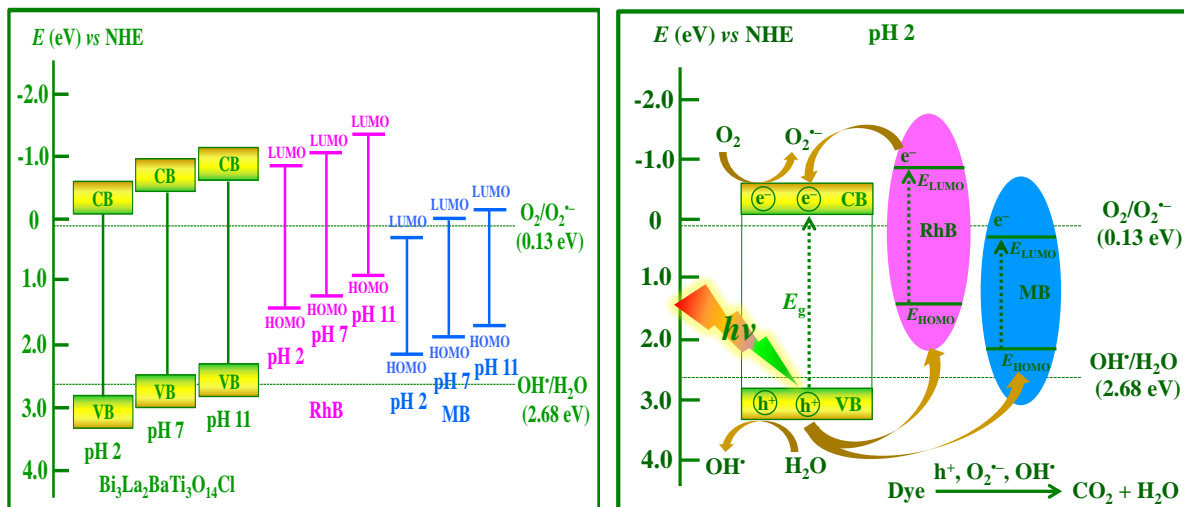 E (eV) vs NHE
-2.0
-1.0
0
1.0
2.0
3.0
4.0
CB
CB
CB
VB
VB
VB
pH 2
pH 7
pH 11
Bi₃La₂BaTi₃O₁₄Cl
LUMO
LUMO
LUMO
HOMO
HOMO
HOMO
pH 2
pH 7
pH 11
RhB
LUMO
LUMO
LUMO
HOMO
HOMO
HOMO
pH 2
pH 7
pH 11
MB
O₂/O₂•⁻
(0.13 eV)
OH•/H₂O
(2.68 eV)
E (eV) vs NHE
pH 2
-2.0
-1.0
0
1.0
2.0
3.0
4.0
O₂
O₂•⁻
e⁻
e⁻
CB
E_g
hν
h⁺
h⁺
VB
OH•
H₂O
e⁻
E_LUMO
RhB
E_HOMO
e⁻
E_LUMO
MB
E_HOMO
O₂/O₂•⁻
(0.13 eV)
OH•/H₂O
(2.68 eV)
h⁺, O₂•⁻, OH•
Dye → CO₂ + H₂O